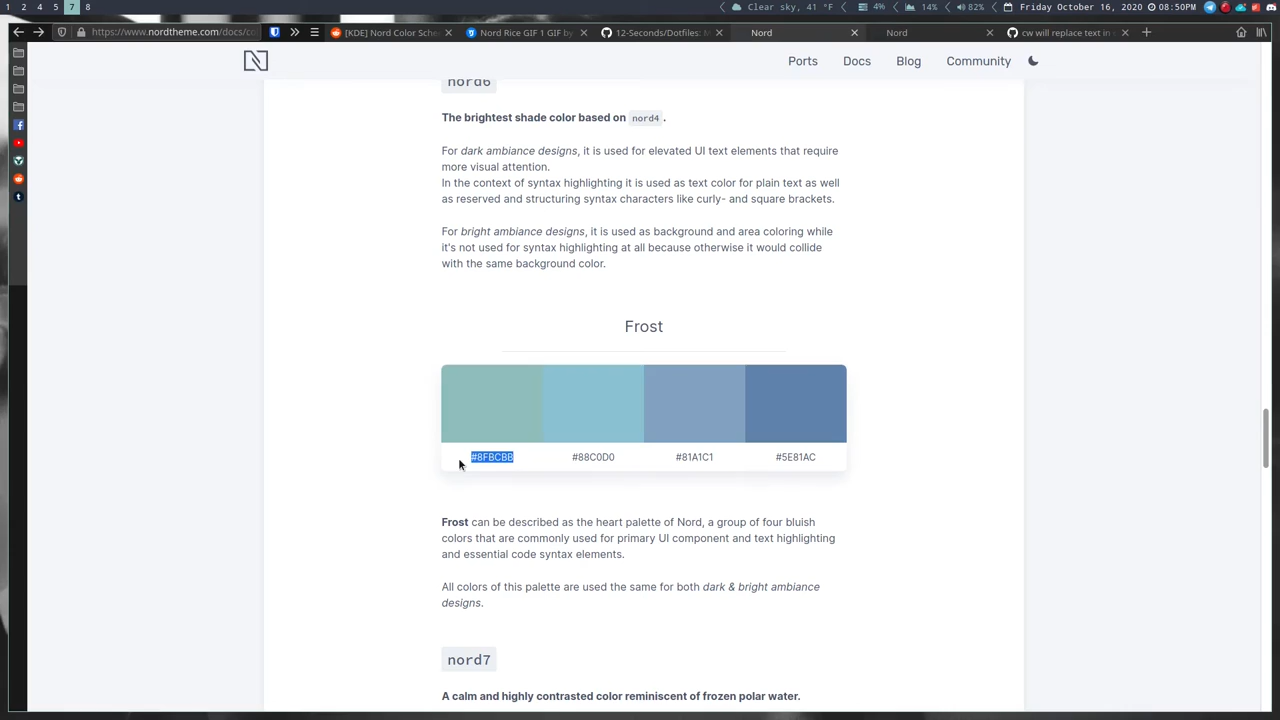 1 2 4 5 7 8
Clear sky, 41 °F
4%
14%
82%
Friday October 16, 2020
08:50PM
https://www.nordtheme.com/docs/co
[KDE] Nord Color Sche
Nord Rice GIF 1 GIF by
12-Seconds/Dotfiles: M
Nord
Nord
cw will replace text in
Ports
Docs
Blog
Community
nord6
The brightest shade color based on nord4.
For dark ambiance designs, it is used for elevated UI text elements that require
more visual attention.
In the context of syntax highlighting it is used as text color for plain text as well
as reserved and structuring syntax characters like curly- and square brackets.
For bright ambiance designs, it is used as background and area coloring while
it's not used for syntax highlighting at all because otherwise it would collide
with the same background color.
Frost
#8FBCBB
#88C0D0
#81A1C1
#5E81AC
Frost can be described as the heart palette of Nord, a group of four bluish
colors that are commonly used for primary UI component and text highlighting
and essential code syntax elements.
All colors of this palette are used the same for both dark & bright ambiance
designs.
nord7
A calm and highly contrasted color reminiscent of frozen polar water.